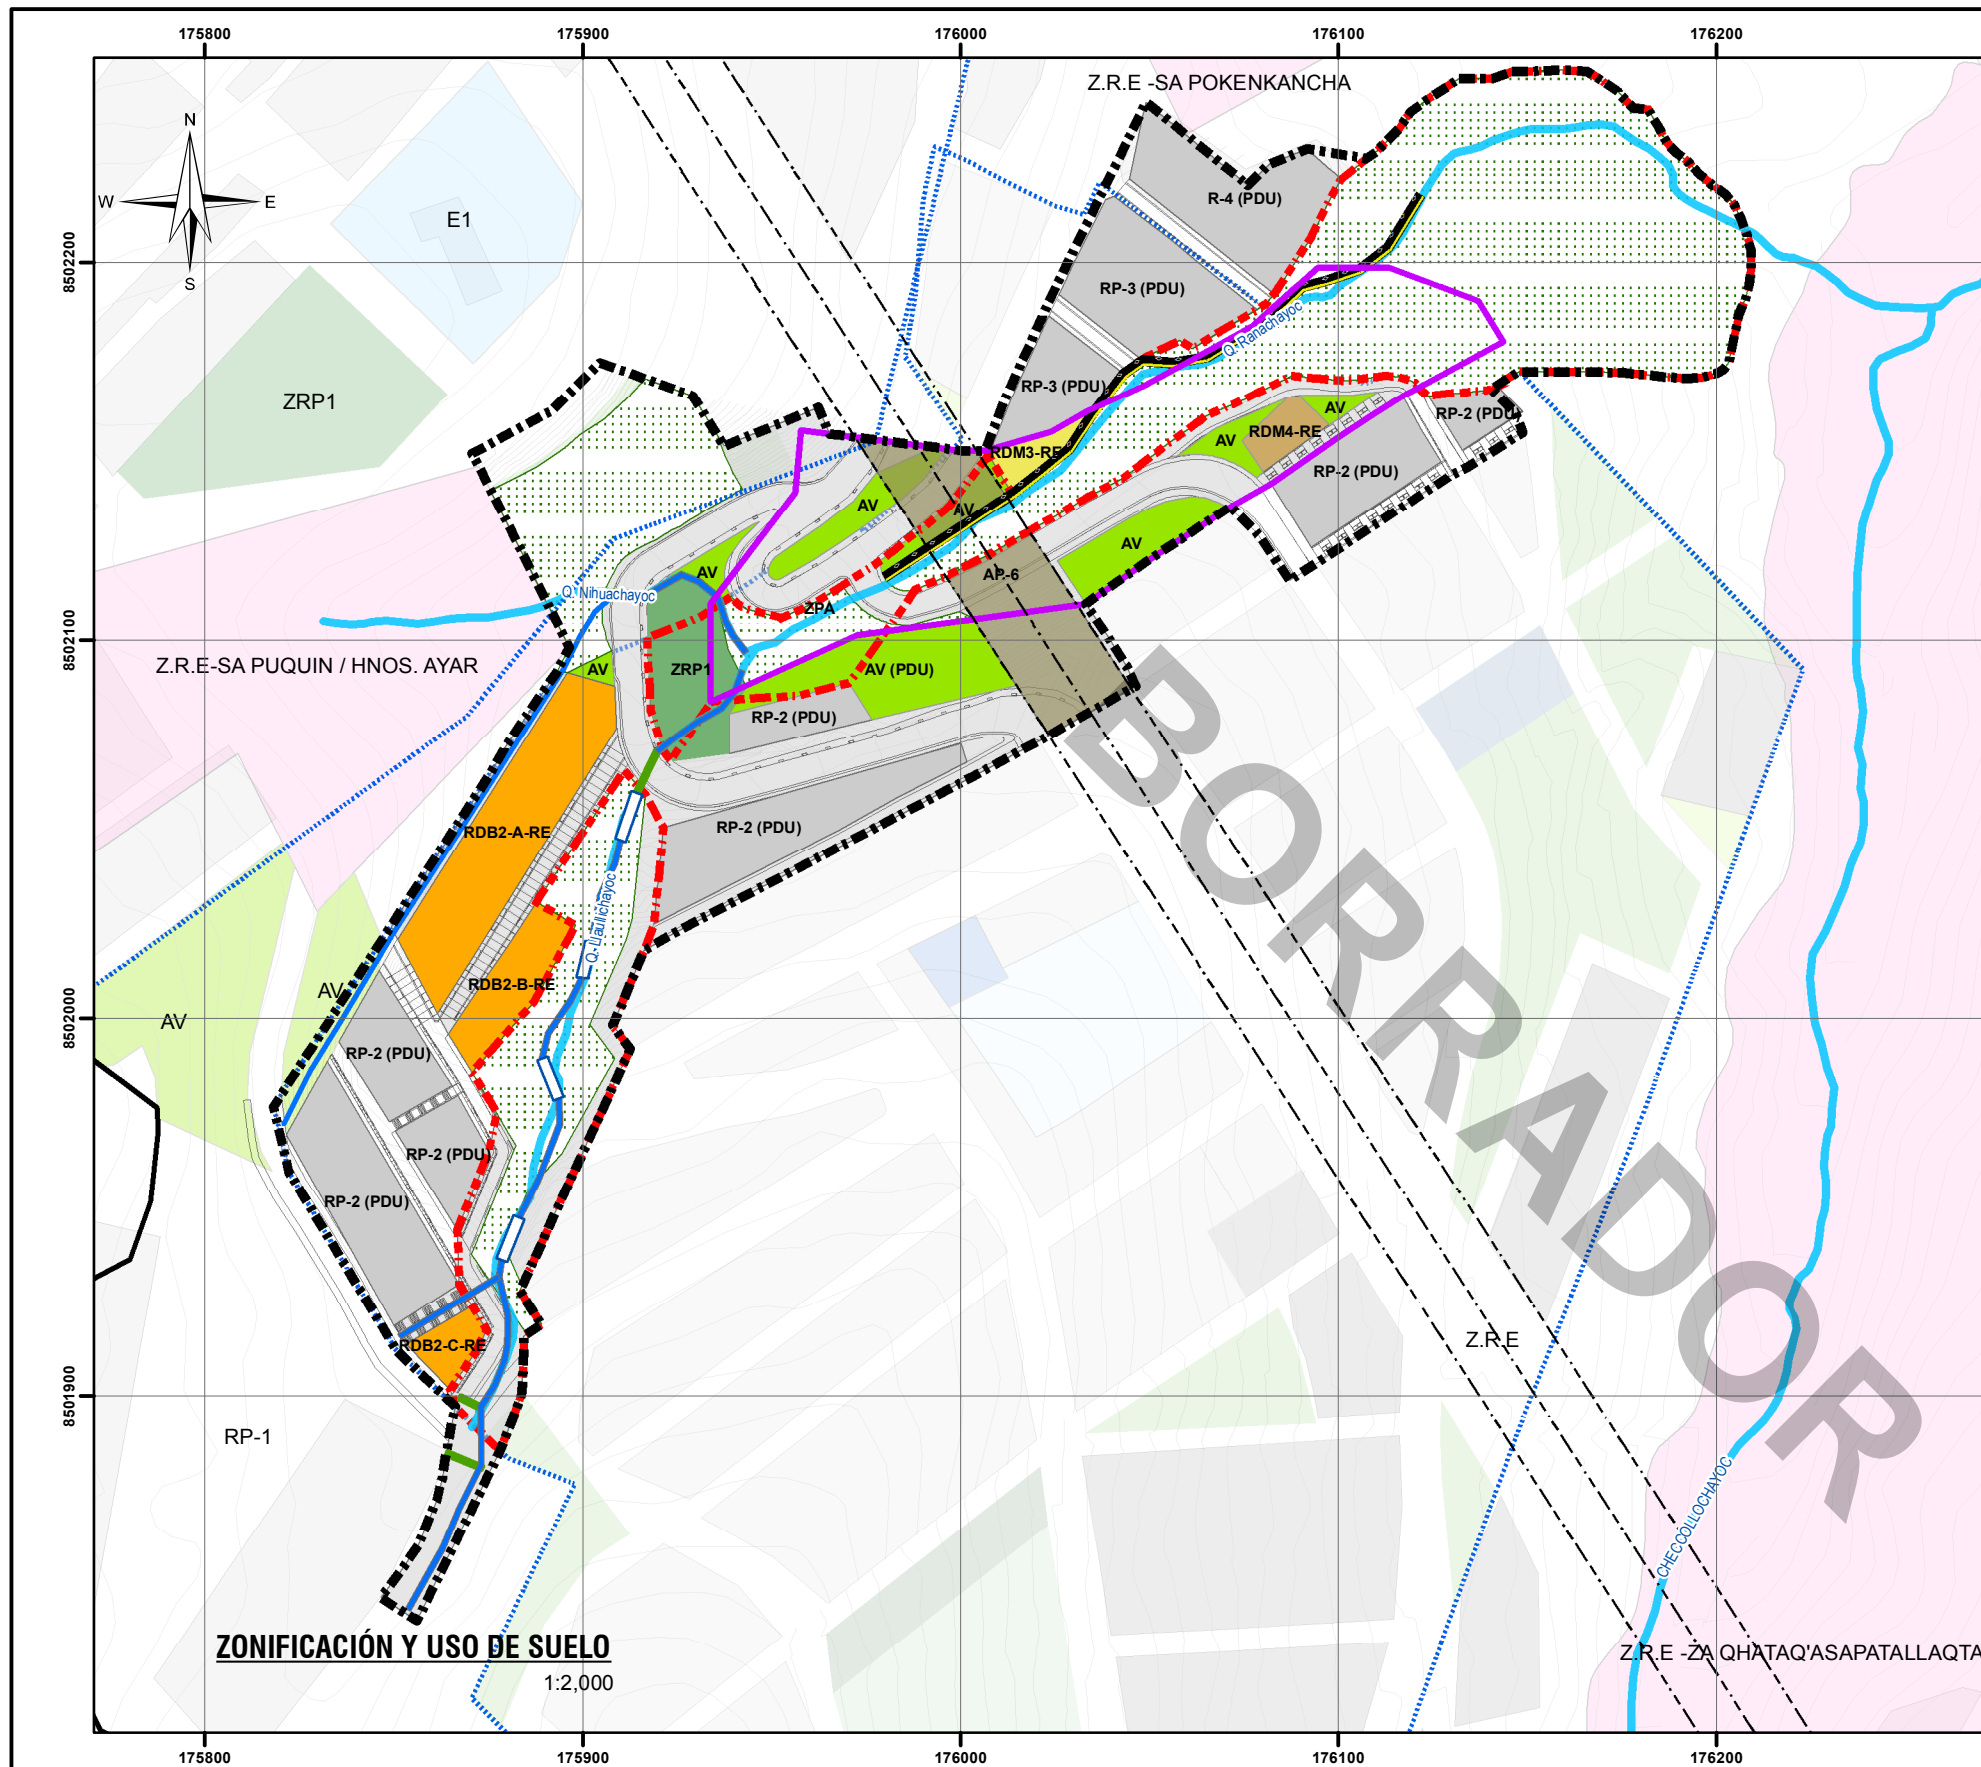 175800
175900
176000
176100
176200
Z.R.E -SA POKENKANCHA
N
W
E
S
E1
R-4 (PDU)
8502200
RP-3 (PDU)
Q. Ranachayoc
RP-3 (PDU)
ZRP1
AV
RP-2 (PDU)
RDM4-RE
AV
RDM3-RE
RP-2 (PDU)
AV
AV
AV
AV
AP-6
Q. Nihuachayoc
ZPA
8502100
Z.R.E-SA PUQUIN / HNOS. AYAR
AV
ZRP1
AV (PDU)
RP-2 (PDU)
RDB2-A-RE
RP-2 (PDU)
Q. Llaullichayoc
BORRADOR
RDB2-B-RE
AV
AV
8502000
RP-2 (PDU)
RP-2 (PDU)
RP-2 (PDU)
Z.R.E
RDB2-C-RE
8501900
RP-1
CHECCOLLOCHAYOC
ZONIFICACIÓN Y USO DE SUELO
Z.R.E -ZA QHATAQ'ASAPATALLAQTA
1:2,000
175800
175900
176000
176100
176200